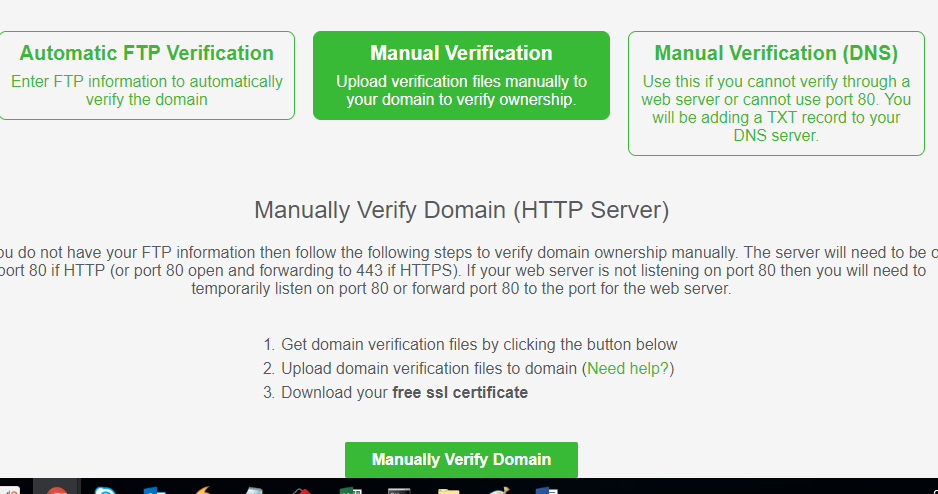 Automatic FTP Verification
Enter FTP information to automatically
verify the domain
Manual Verification
Upload verification files manually to
your domain to verify ownership.
Manual Verification (DNS)
Use this if you cannot verify through a
web server or cannot use port 80. You
will be adding a TXT record to your
DNS server.
Manually Verify Domain (HTTP Server)
ou do not have your FTP information then follow the following steps to verify domain ownership manually. The server will need to be o
port 80 if HTTP (or port 80 open and forwarding to 443 if HTTPS). If your web server is not listening on port 80 then you will need to
temporarily listen on port 80 or forward port 80 to the port for the web server.
1. Get domain verification files by clicking the button below
2. Upload domain verification files to domain (Need help?)
3. Download your free ssl certificate
Manually Verify Domain